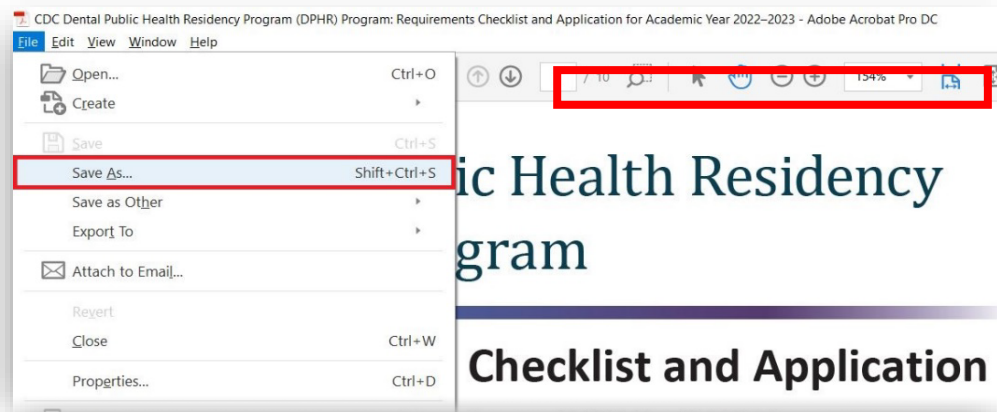 CDC Dental Public Health Residency Program (DPHR) Program: Requirements Checklist and Application for Academic Year 2022–2023 - Adobe Acrobat Pro DC
File Edit View Window Help
Open... Ctrl+O
/ 10 154%
Create
Save Ctrl+S
Save As... Shift+Ctrl+S
ic Health Residency
Save as Other
Export To
gram
Attach to Email...
Revert
Close Ctrl+W
Checklist and Application
Properties... Ctrl+D